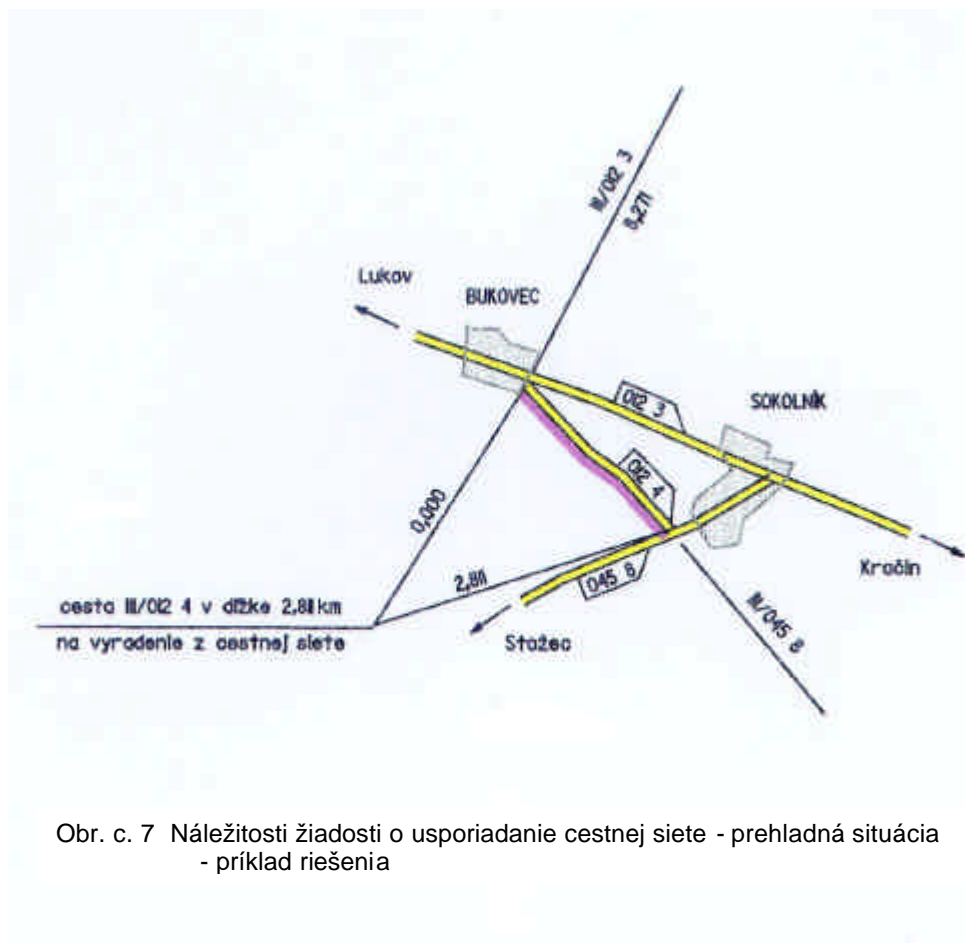 III/012 3
8,271
Lukov
BUKOVEC
012 3
SOKOLNÍK
012 4
0,000
2,811
045 8
Kračin
cesta III/012 4 v dĺžke 2,811 km
na vyradenie z cestnej siete
Stožec
III/045 8
Obr. c. 7 Náležitosti žiadosti o usporiadanie cestnej siete - prehladná situácia
- príklad riešenia